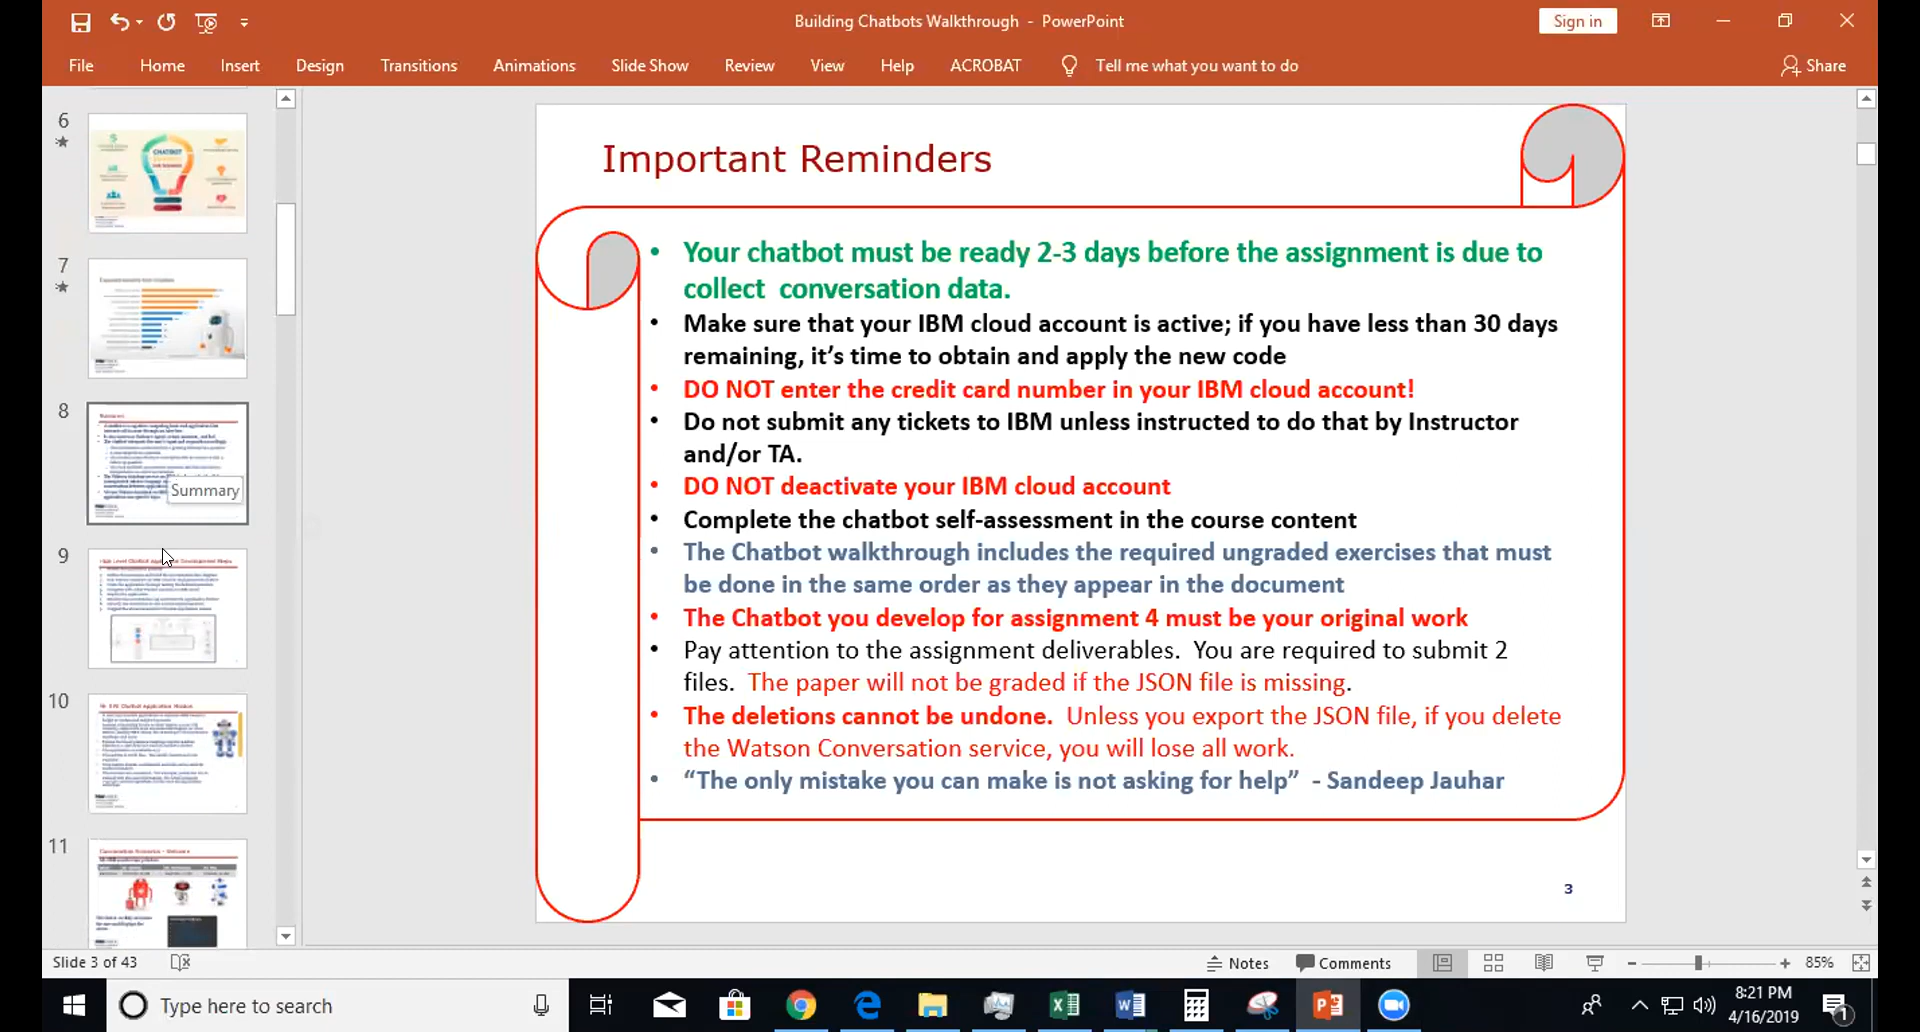 Building Chatbots Walkthrough - PowerPoint
Sign in
File Home Insert Design Transitions Animations Slide Show Review View Help ACROBAT Tell me what you want to do Share
6
CHATBOT
7
8
Summary
9
10
11
Important Reminders
• Your chatbot must be ready 2-3 days before the assignment is due to
collect conversation data.
• Make sure that your IBM cloud account is active; if you have less than 30 days
remaining, it’s time to obtain and apply the new code
• DO NOT enter the credit card number in your IBM cloud account!
• Do not submit any tickets to IBM unless instructed to do that by Instructor
and/or TA.
• DO NOT deactivate your IBM cloud account
• Complete the chatbot self-assessment in the course content
• The Chatbot walkthrough includes the required ungraded exercises that must
be done in the same order as they appear in the document
• The Chatbot you develop for assignment 4 must be your original work
• Pay attention to the assignment deliverables. You are required to submit 2
files. The paper will not be graded if the JSON file is missing.
• The deletions cannot be undone. Unless you export the JSON file, if you delete
the Watson Conversation service, you will lose all work.
• “The only mistake you can make is not asking for help” - Sandeep Jauhar
3
Slide 3 of 43
Notes Comments 85%
Type here to search
8:21 PM
4/16/2019
1